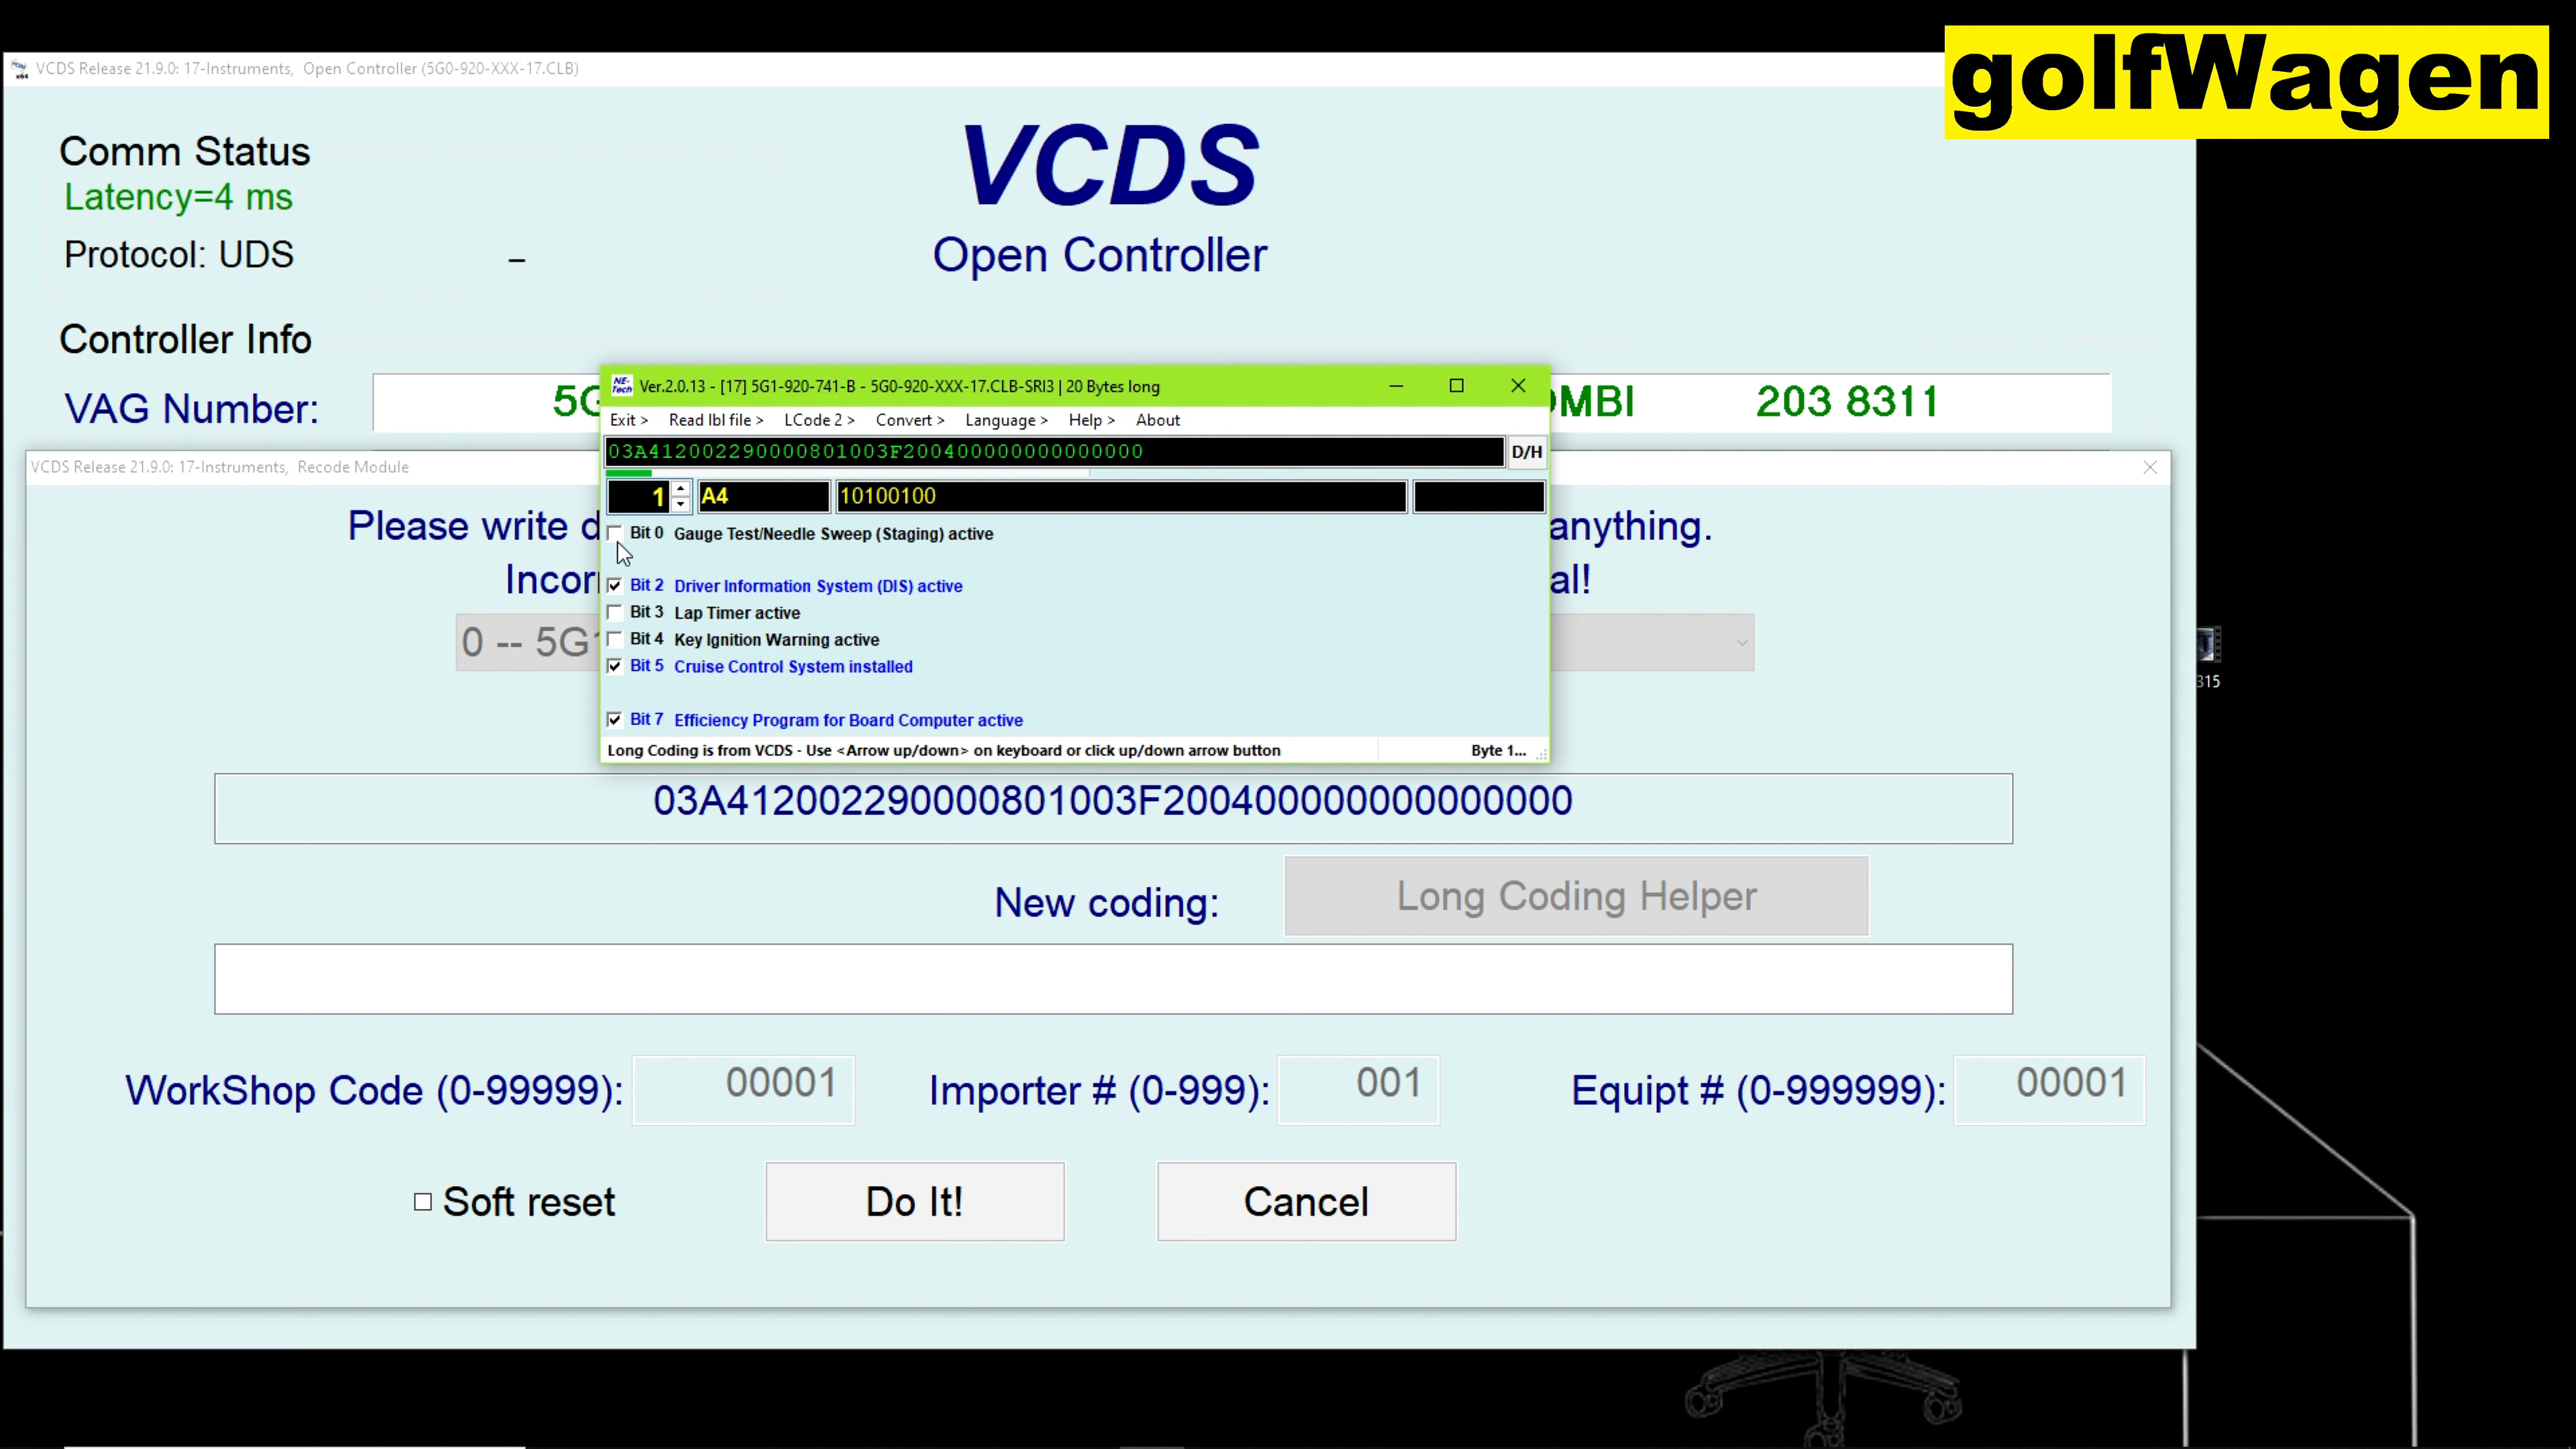 golfWagen
VCDS Release 21.9.0: 17-Instruments, Open Controller (5G0-920-XXX-17.CLB)
Comm Status
Latency=4 ms
Protocol: UDS
–
VCDS
Open Controller
Controller Info
VAG Number:
5G
MBI 203 8311
NE-Tech
Ver.2.0.13 - [17] 5G1-920-741-B - 5G0-920-XXX-17.CLB-SRI3 | 20 Bytes long
Exit > Read lbl file > LCode 2 > Convert > Language > Help > About
03A412002290000801003F200400000000000000 D/H
1 A4 10100100
Bit 0 Gauge Test/Needle Sweep (Staging) active
Bit 2 Driver Information System (DIS) active
Bit 3 Lap Timer active
Bit 4 Key Ignition Warning active
Bit 5 Cruise Control System installed
Bit 7 Efficiency Program for Board Computer active
Long Coding is from VCDS - Use <Arrow up/down> on keyboard or click up/down arrow button Byte 1...
VCDS Release 21.9.0: 17-Instruments, Recode Module
Please write d anything.
Incor al!
0 -- 5G1
315
03A412002290000801003F200400000000000000
New coding: Long Coding Helper
WorkShop Code (0-99999): 00001 Importer # (0-999): 001 Equipt # (0-999999): 00001
Soft reset Do It! Cancel